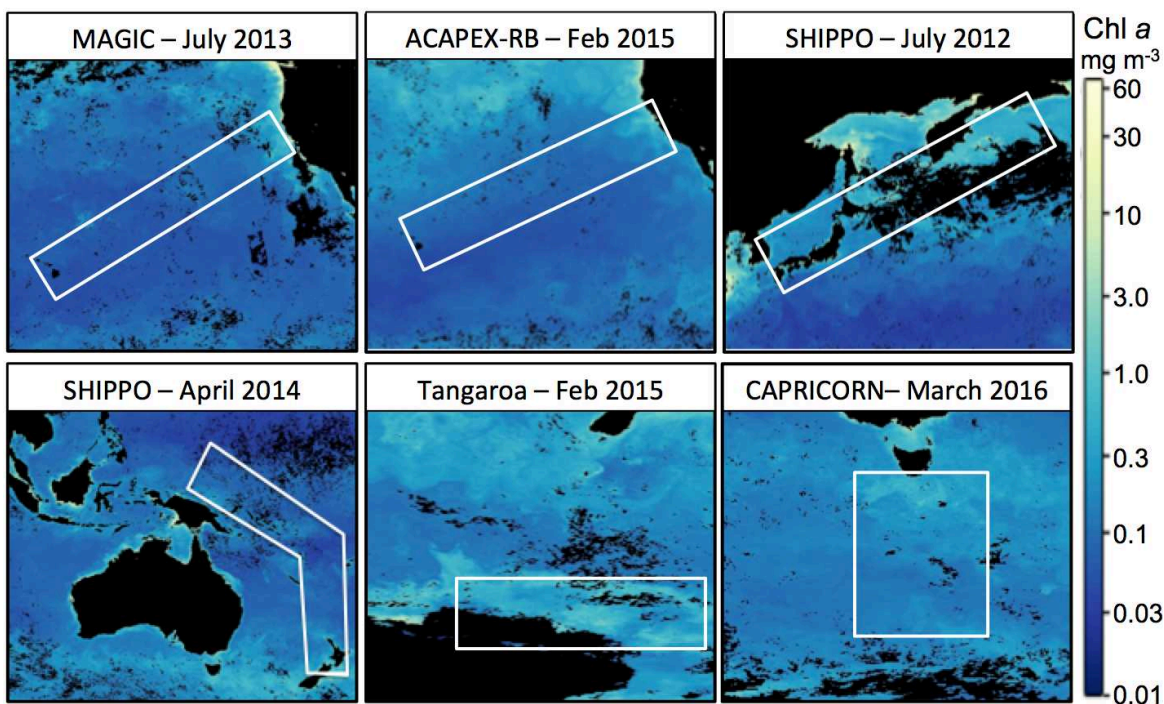 MAGIC – July 2013
ACAPEX-RB – Feb 2015
SHIPPO – July 2012
Chl a
mg m-3
60
30
10
3.0
1.0
0.3
0.1
0.03
0.01
SHIPPO – April 2014
Tangaroa – Feb 2015
CAPRICORN– March 2016